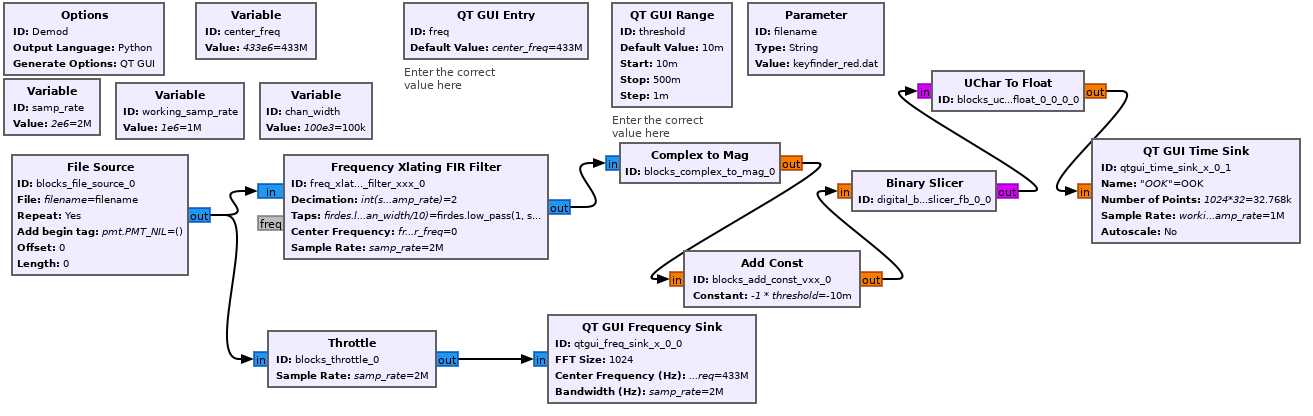 Options
ID: Demod
Output Language: Python
Generate Options: QT GUI
Variable
ID: center_freq
Value: 433e6=433M
QT GUI Entry
ID: freq
Default Value: center_freq=433M
Enter the correct
value here
QT GUI Range
ID: threshold
Default Value: 10m
Start: 10m
Stop: 500m
Step: 1m
Enter the correct
value here
Parameter
ID: filename
Type: String
Value: keyfinder_red.dat
Variable
ID: samp_rate
Value: 2e6=2M
Variable
ID: working_samp_rate
Value: 1e6=1M
Variable
ID: chan_width
Value: 100e3=100k
UChar To Float
ID: blocks_uc...float_0_0_0_0
in
out
File Source
ID: blocks_file_source_0
File: filename=filename
Repeat: Yes
Add begin tag: pmt.PMT_NIL=()
Offset: 0
Length: 0
out
Frequency Xlating FIR Filter
ID: freq_xlat..._filter_xxx_0
Decimation: int(s...amp_rate)=2
Taps: firdes.l...an_width/10)=firdes.low_pass(1, s...
Center Frequency: fr...r_freq=0
Sample Rate: samp_rate=2M
in
freq
out
Complex to Mag
ID: blocks_complex_to_mag_0
in
out
Binary Slicer
ID: digital_b...slicer_fb_0_0
in
out
QT GUI Time Sink
ID: qtgui_time_sink_x_0_1
Name: "OOK"=OOK
Number of Points: 1024*32=32.768k
Sample Rate: worki...amp_rate=1M
Autoscale: No
in
Add Const
ID: blocks_add_const_vxx_0
Constant: -1 * threshold=-10m
in
out
Throttle
ID: blocks_throttle_0
Sample Rate: samp_rate=2M
in
out
QT GUI Frequency Sink
ID: qtgui_freq_sink_x_0_0
FFT Size: 1024
Center Frequency (Hz): ...req=433M
Bandwidth (Hz): samp_rate=2M
in